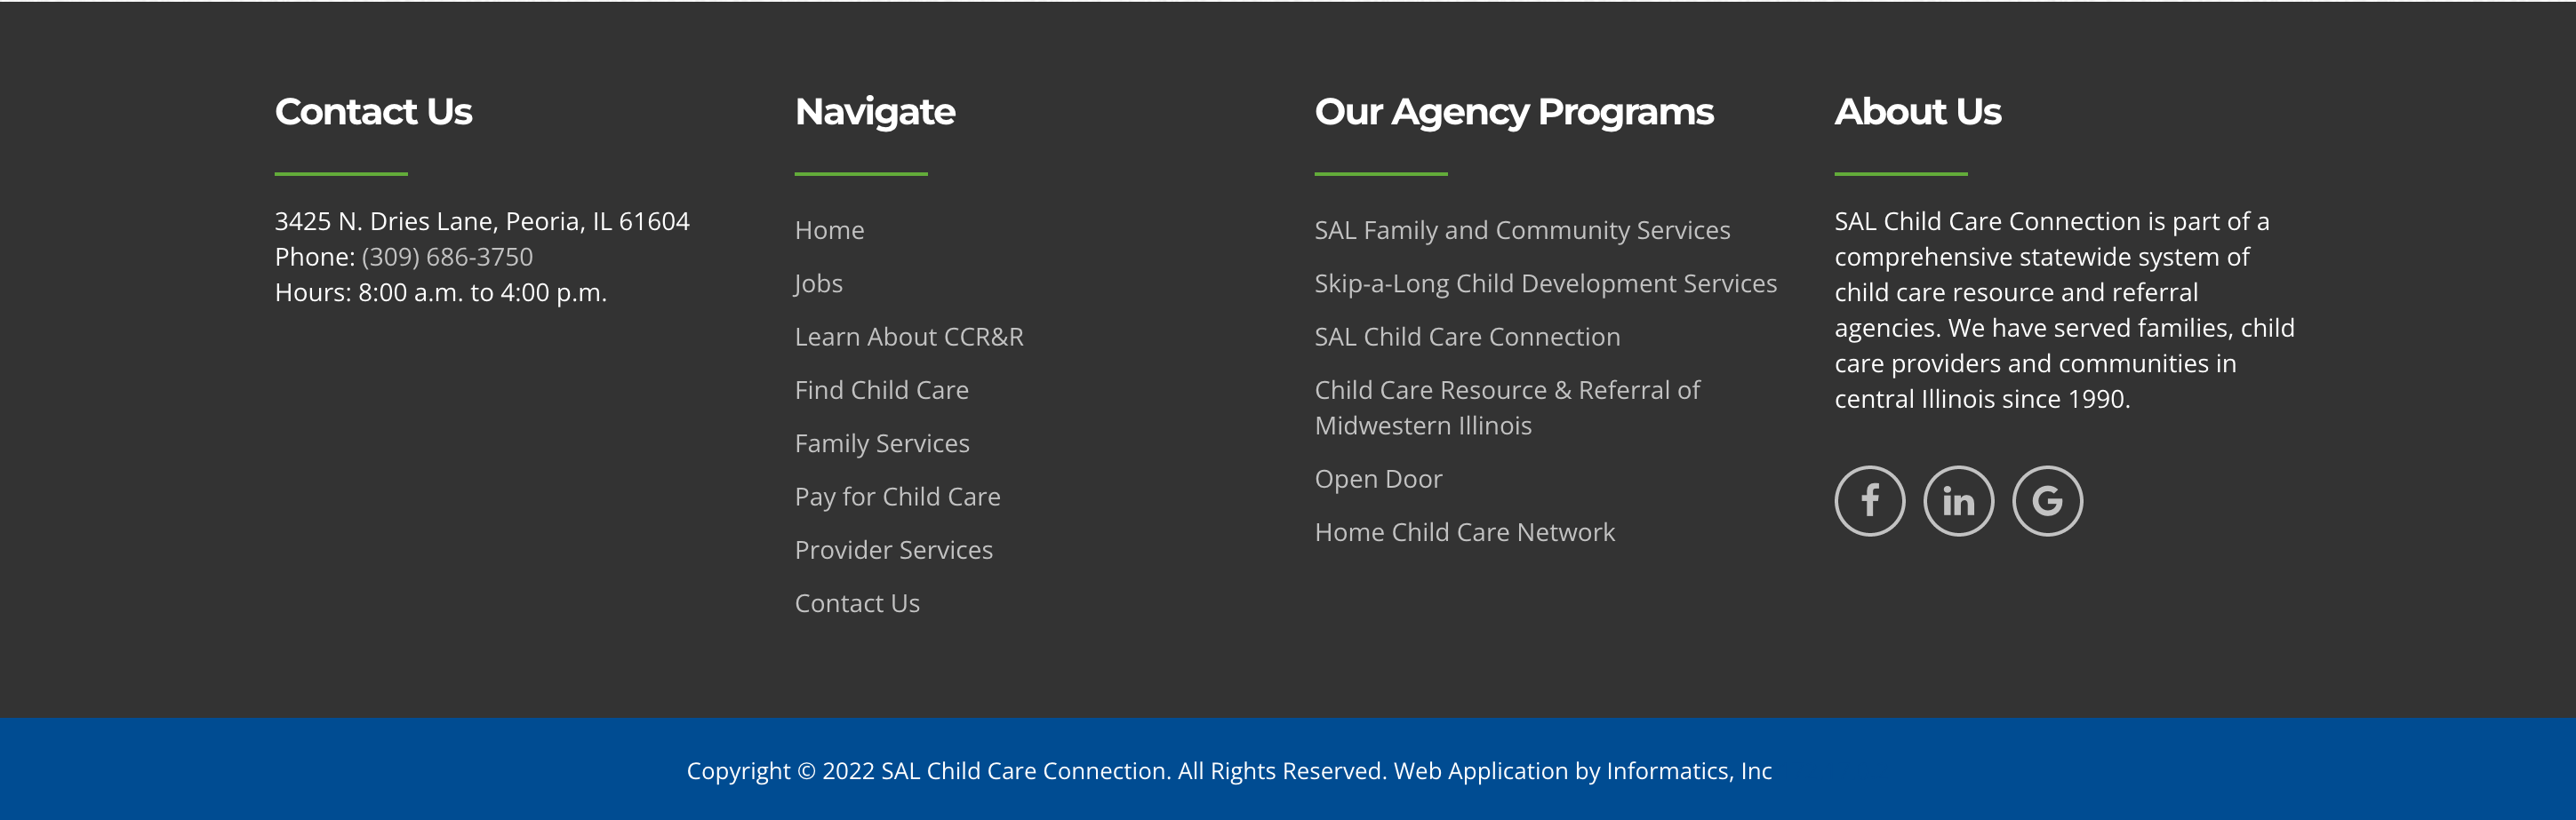 Contact Us
3425 N. Dries Lane, Peoria, IL 61604
Phone: (309) 686-3750
Hours: 8:00 a.m. to 4:00 p.m.
Navigate
Home
Jobs
Learn About CCR&R
Find Child Care
Family Services
Pay for Child Care
Provider Services
Contact Us
Our Agency Programs
SAL Family and Community Services
Skip-a-Long Child Development Services
SAL Child Care Connection
Child Care Resource & Referral of
Midwestern Illinois
Open Door
Home Child Care Network
About Us
SAL Child Care Connection is part of a
comprehensive statewide system of
child care resource and referral
agencies. We have served families, child
care providers and communities in
central Illinois since 1990.
f in G
Copyright © 2022 SAL Child Care Connection. All Rights Reserved. Web Application by Informatics, Inc